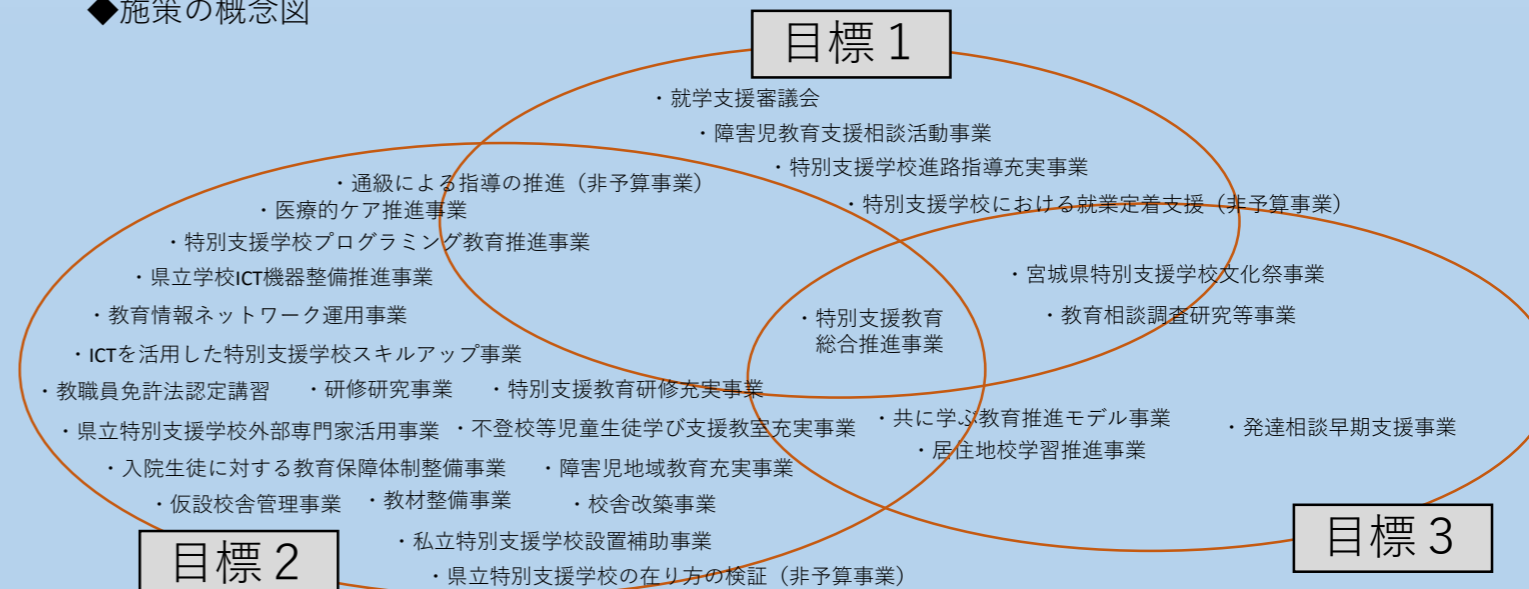 ◆施策の概念図
目標１
・就学支援審議会
・障害児教育支援相談活動事業
・特別支援学校進路指導充実事業
・特別支援学校における就業定着支援（非予算事業）
・通級による指導の推進（非予算事業）
・医療的ケア推進事業
・特別支援学校プログラミング教育推進事業
・県立学校ICT機器整備推進事業
・教育情報ネットワーク運用事業
・ICTを活用した特別支援学校スキルアップ事業
・教職員免許法認定講習 ・研修研究事業 ・特別支援教育研修充実事業
・県立特別支援学校外部専門家活用事業 ・不登校等児童生徒学び支援教室充実事業
・入院生徒に対する教育保障体制整備事業 ・障害児地域教育充実事業
・仮設校舎管理事業 ・教材整備事業 ・校舎改築事業
・私立特別支援学校設置補助事業
・県立特別支援学校の在り方の検証（非予算事業）
目標２
・特別支援教育
総合推進事業
・宮城県特別支援学校文化祭事業
・教育相談調査研究等事業
・共に学ぶ教育推進モデル事業
・居住地校学習推進事業
・発達相談早期支援事業
目標３